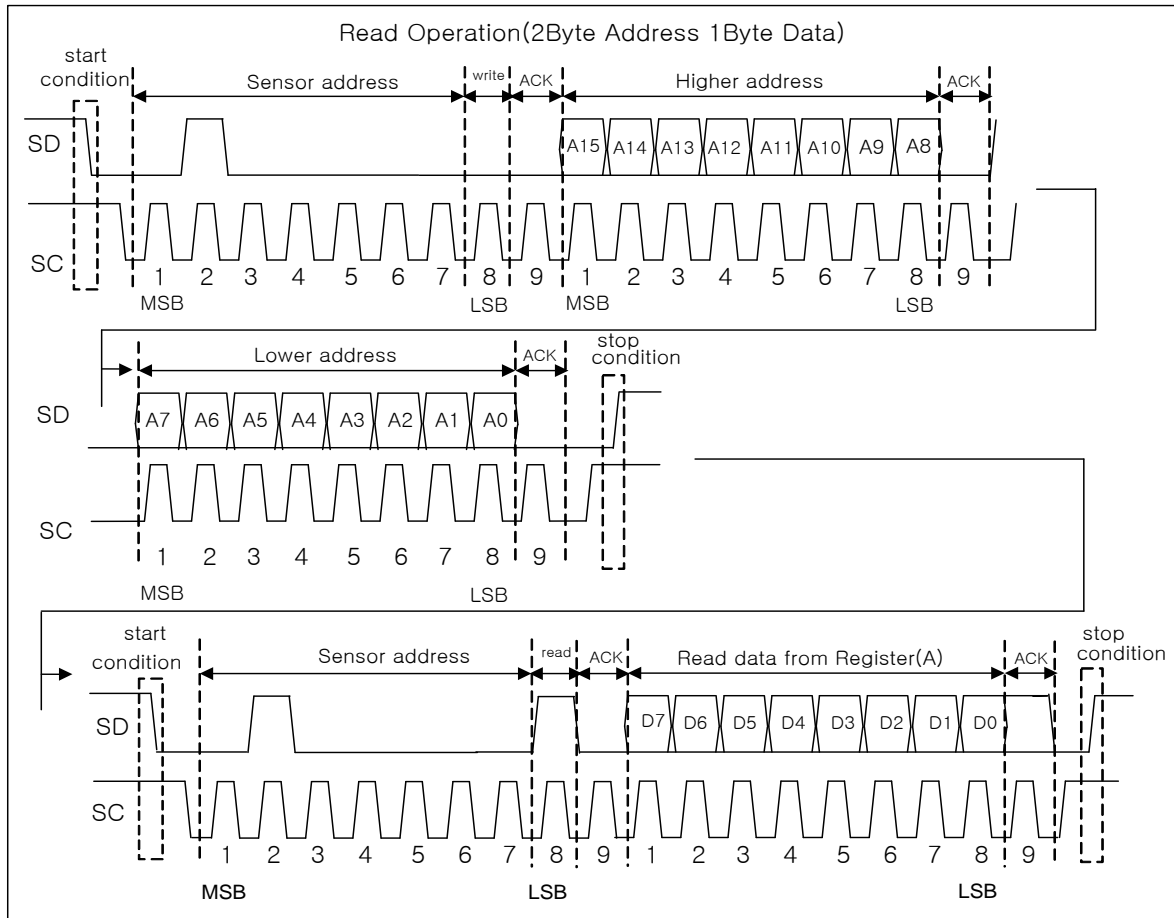 Read Operation(2Byte Address 1Byte Data)
start
condition
Sensor address
write
ACK
Higher address
ACK
SD
A15 A14 A13 A12 A11 A10 A9 A8
SC
1 2 3 4 5 6 7 8 9 1 2 3 4 5 6 7 8 9
MSB LSB MSB LSB
Lower address
ACK
stop
condition
SD
A7 A6 A5 A4 A3 A2 A1 A0
SC
1 2 3 4 5 6 7 8 9
MSB LSB
start
condition
Sensor address
read
ACK
Read data from Register(A)
ACK
stop
condition
SD
D7 D6 D5 D4 D3 D2 D1 D0
SC
1 2 3 4 5 6 7 8 9 1 2 3 4 5 6 7 8 9
MSB LSB LSB